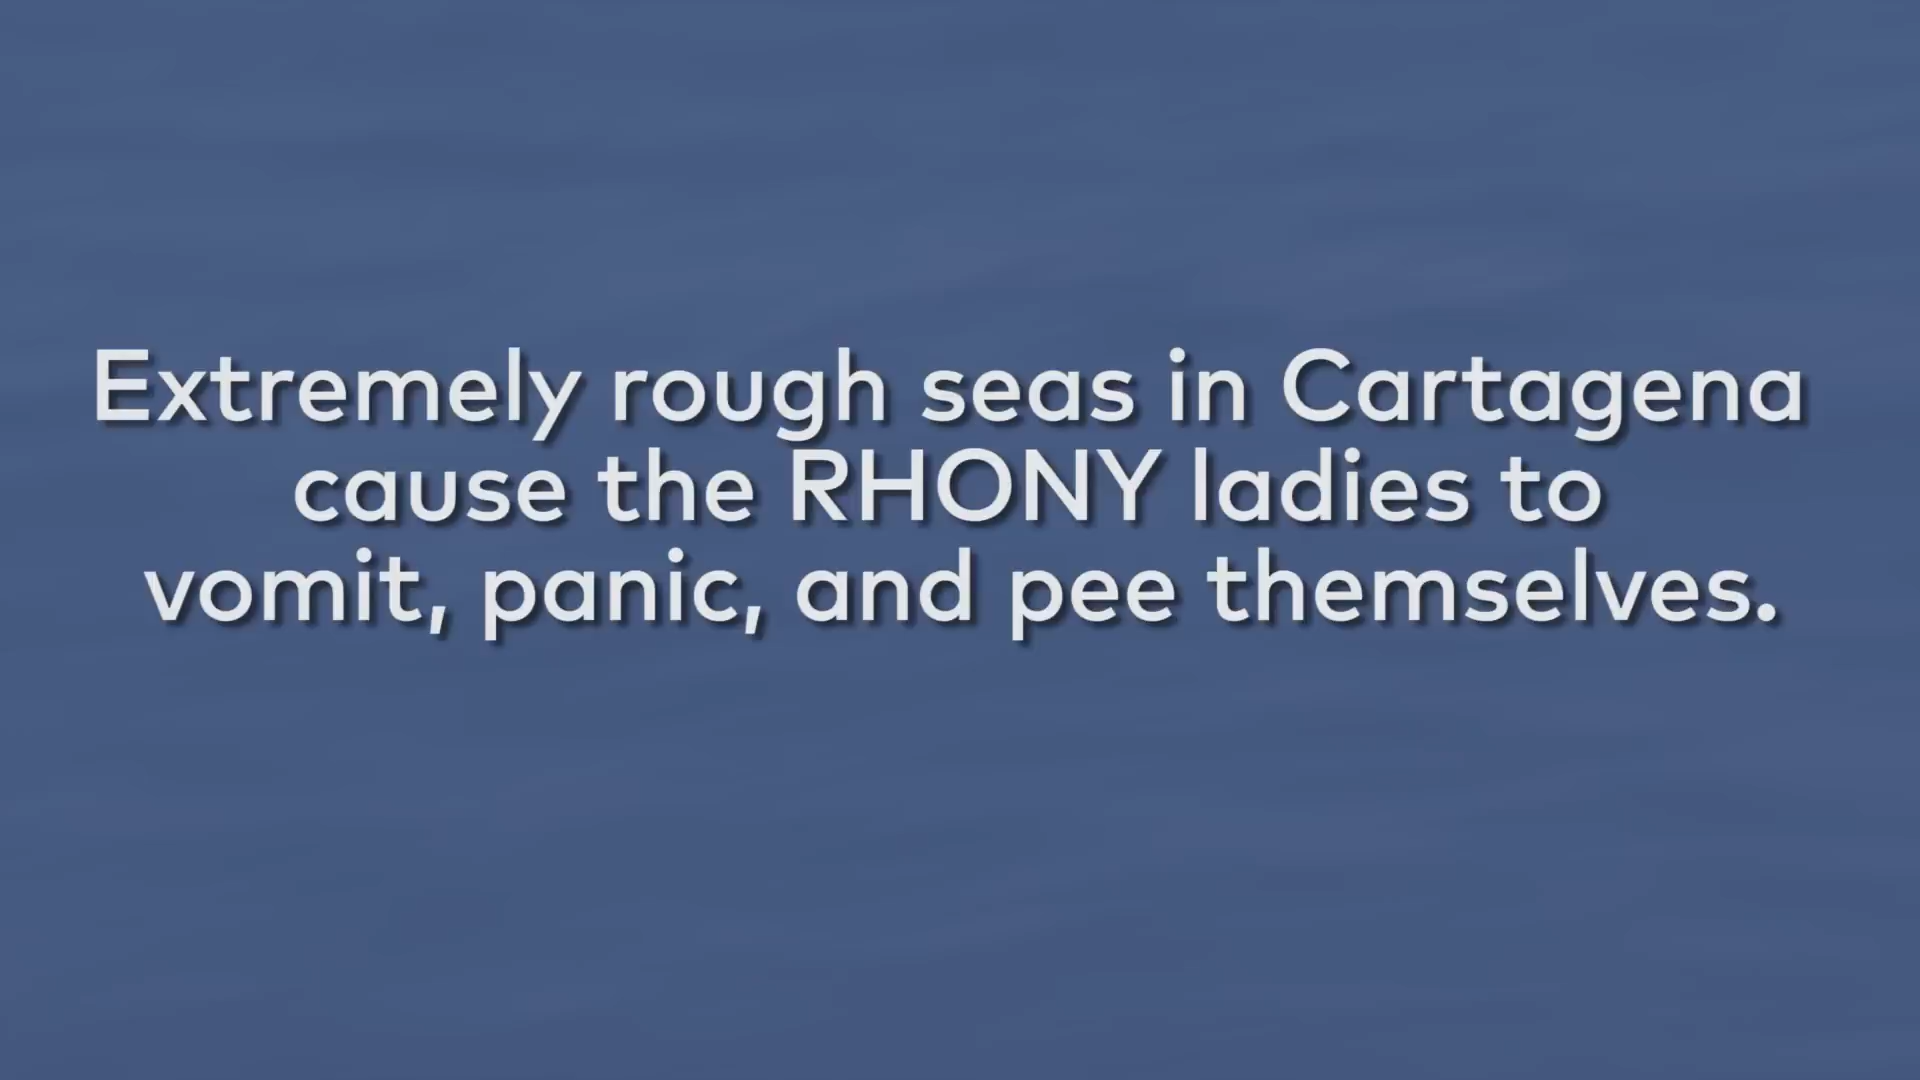 Extremely rough seas in Cartagena
cause the RHONY ladies to
vomit, panic, and pee themselves.